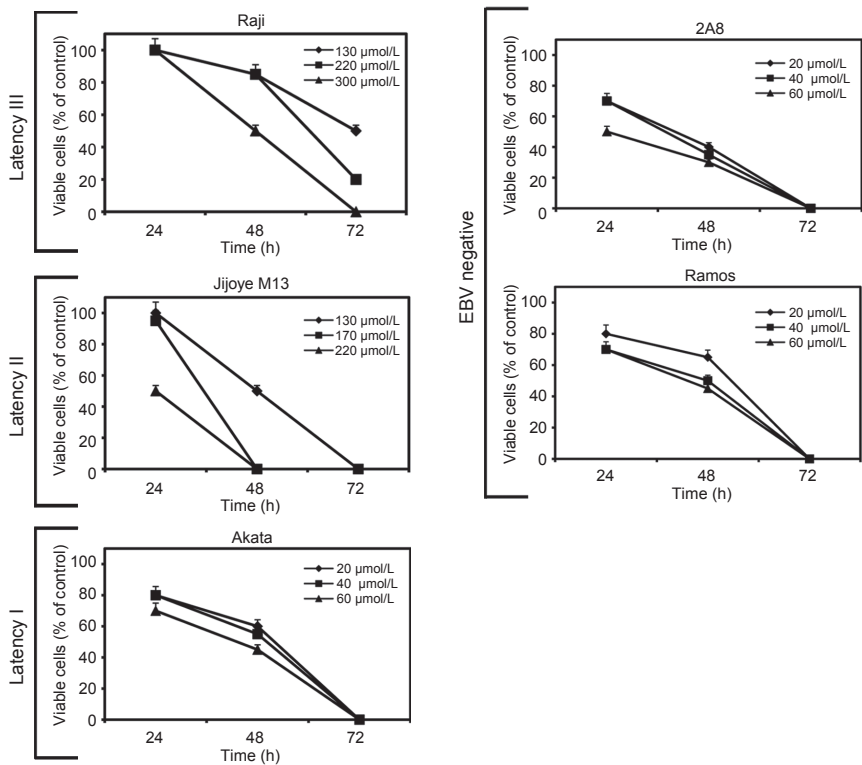 Latency III
Raji
Viable cells (% of control)
100
80
60
40
20
0
130 µmol/L
220 µmol/L
300 µmol/L
24
48
72
Time (h)
Latency II
Jijoye M13
Viable cells (% of control)
100
80
60
40
20
0
130 µmol/L
170 µmol/L
220 µmol/L
24
48
72
Time (h)
Latency I
Akata
Viable cells (% of control)
100
80
60
40
20
0
20 µmol/L
40 µmol/L
60 µmol/L
24
48
72
Time (h)
EBV negative
2A8
Viable cells (% of control)
100
80
60
40
20
0
20 µmol/L
40 µmol/L
60 µmol/L
24
48
72
Time (h)
Ramos
Viable cells (% of control)
100
80
60
40
20
0
20 µmol/L
40 µmol/L
60 µmol/L
24
48
72
Time (h)